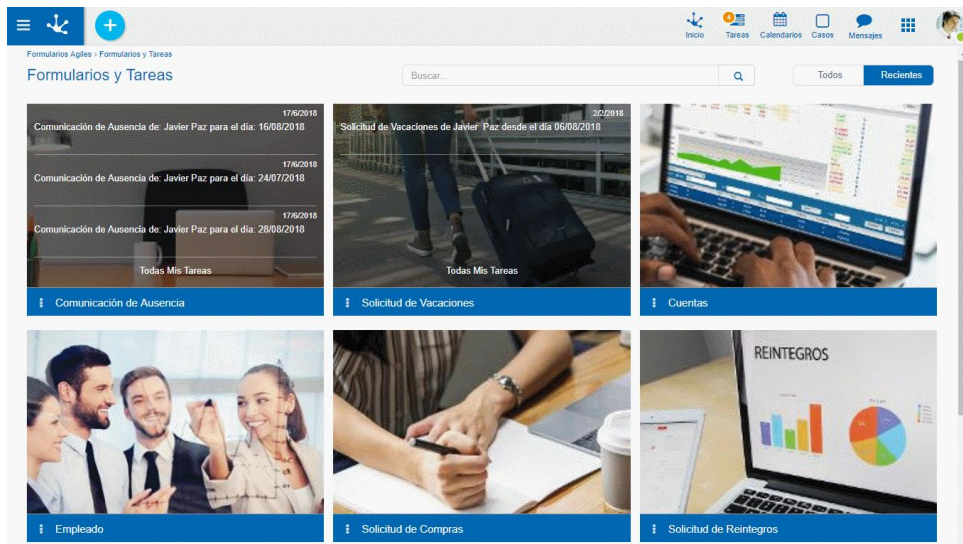 4
Inicio
Tareas
Calendarios
Casos
Mensajes
Formularios Agiles › Formularios y Tareas
Formularios y Tareas
Buscar...
Todos
Recientes
17/6/2018
Comunicación de Ausencia de: Javier Paz para el día: 16/08/2018
17/6/2018
Comunicación de Ausencia de: Javier Paz para el día: 24/07/2018
17/6/2018
Comunicación de Ausencia de: Javier Paz para el día: 28/08/2018
Todas Mis Tareas
Comunicación de Ausencia
2/2/2018
Solicitud de Vacaciones de Javier Paz desde el día 06/08/2018
Todas Mis Tareas
Solicitud de Vacaciones
Cuentas
Empleado
Solicitud de Compras
REINTEGROS
Solicitud de Reintegros